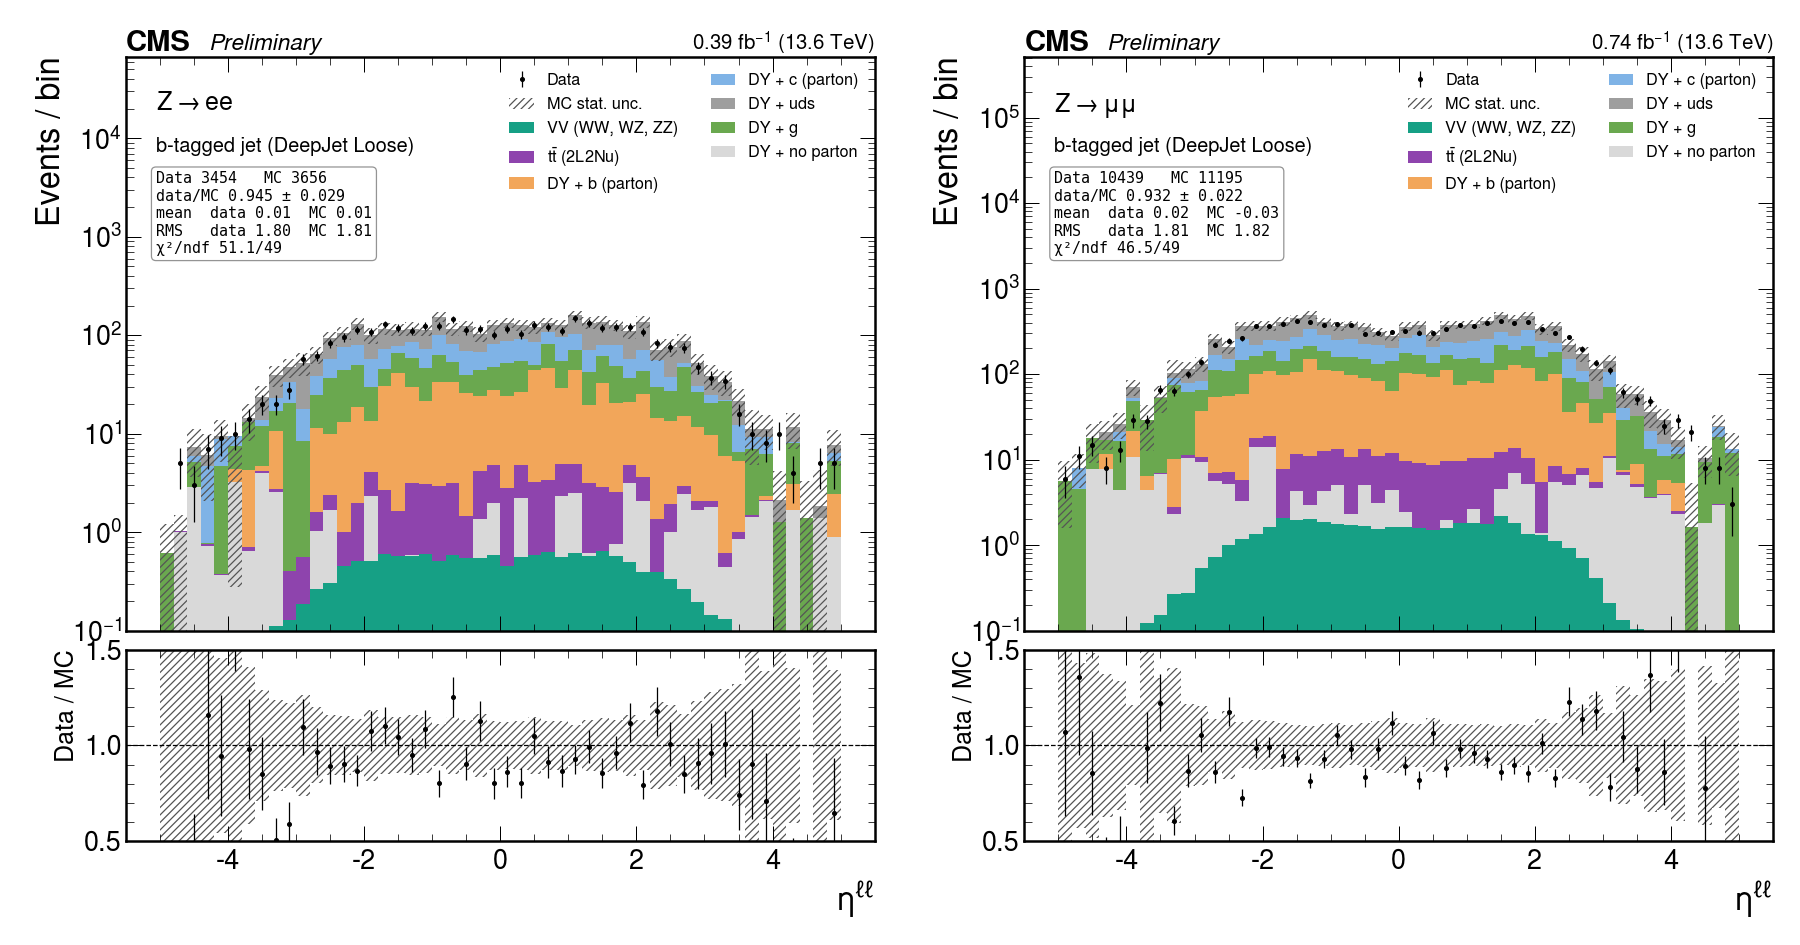 CMS Preliminary 0.39 fb⁻¹ (13.6 TeV)
Events / bin
Z → ee
b-tagged jet (DeepJet Loose)
Data 3454 MC 3656
data/MC 0.945 ± 0.029
mean data 0.01 MC 0.01
RMS data 1.80 MC 1.81
χ²/ndf 51.1/49
Data
MC stat. unc.
VV (WW, WZ, ZZ)
tt̄ (2L2Nu)
DY + b (parton)
DY + c (parton)
DY + uds
DY + g
DY + no parton
10⁴
10³
10²
10¹
10⁰
10⁻¹
Data / MC
1.5
1.0
0.5
-4 -2 0 2 4
η^ℓℓ
CMS Preliminary 0.74 fb⁻¹ (13.6 TeV)
Events / bin
Z → μμ
b-tagged jet (DeepJet Loose)
Data 10439 MC 11195
data/MC 0.932 ± 0.022
mean data 0.02 MC -0.03
RMS data 1.81 MC 1.82
χ²/ndf 46.5/49
Data
MC stat. unc.
VV (WW, WZ, ZZ)
tt̄ (2L2Nu)
DY + b (parton)
DY + c (parton)
DY + uds
DY + g
DY + no parton
10⁵
10⁴
10³
10²
10¹
10⁰
10⁻¹
Data / MC
1.5
1.0
0.5
-4 -2 0 2 4
η^ℓℓ